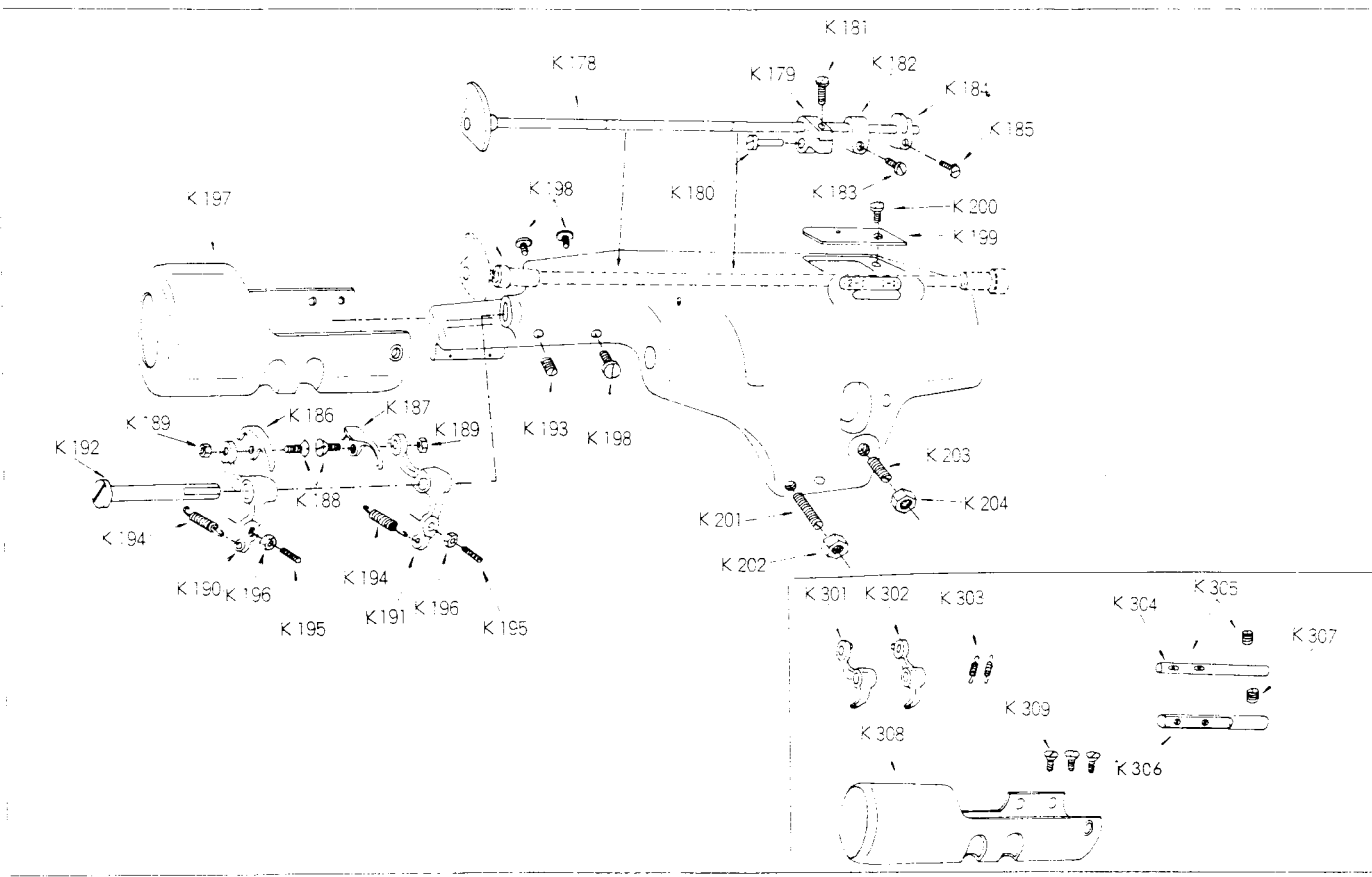 K 181
K 178
K 179
K 182
K 184
K 185
K 197
K 198
K 180
K 183
K 200
K 199
K 186
K 187
K 189
K 189
K 192
K 193
K 198
K 188
K 203
K 204
K 201
K 202
K 194
K 194
K 190
K 196
K 191
K 196
K 195
K 195
K 301
K 302
K 303
K 304
K 305
K 307
K 309
K 308
K 306